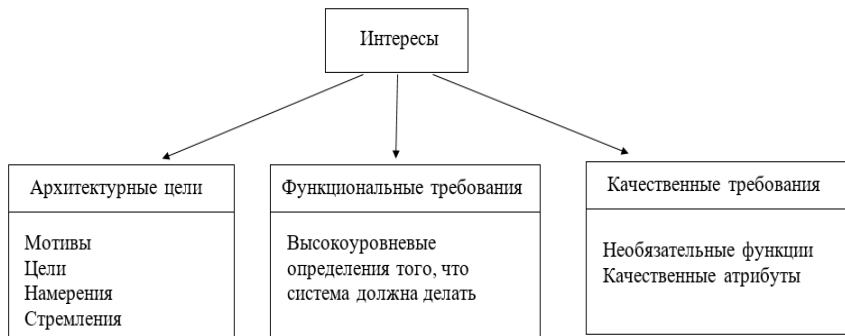 Интересы
Архитектурные цели
Мотивы
Цели
Намерения
Стремления
Функциональные требования
Высокоуровневые
определения того, что
система должна делать
Качественные требования
Необязательные функции
Качественные атрибуты